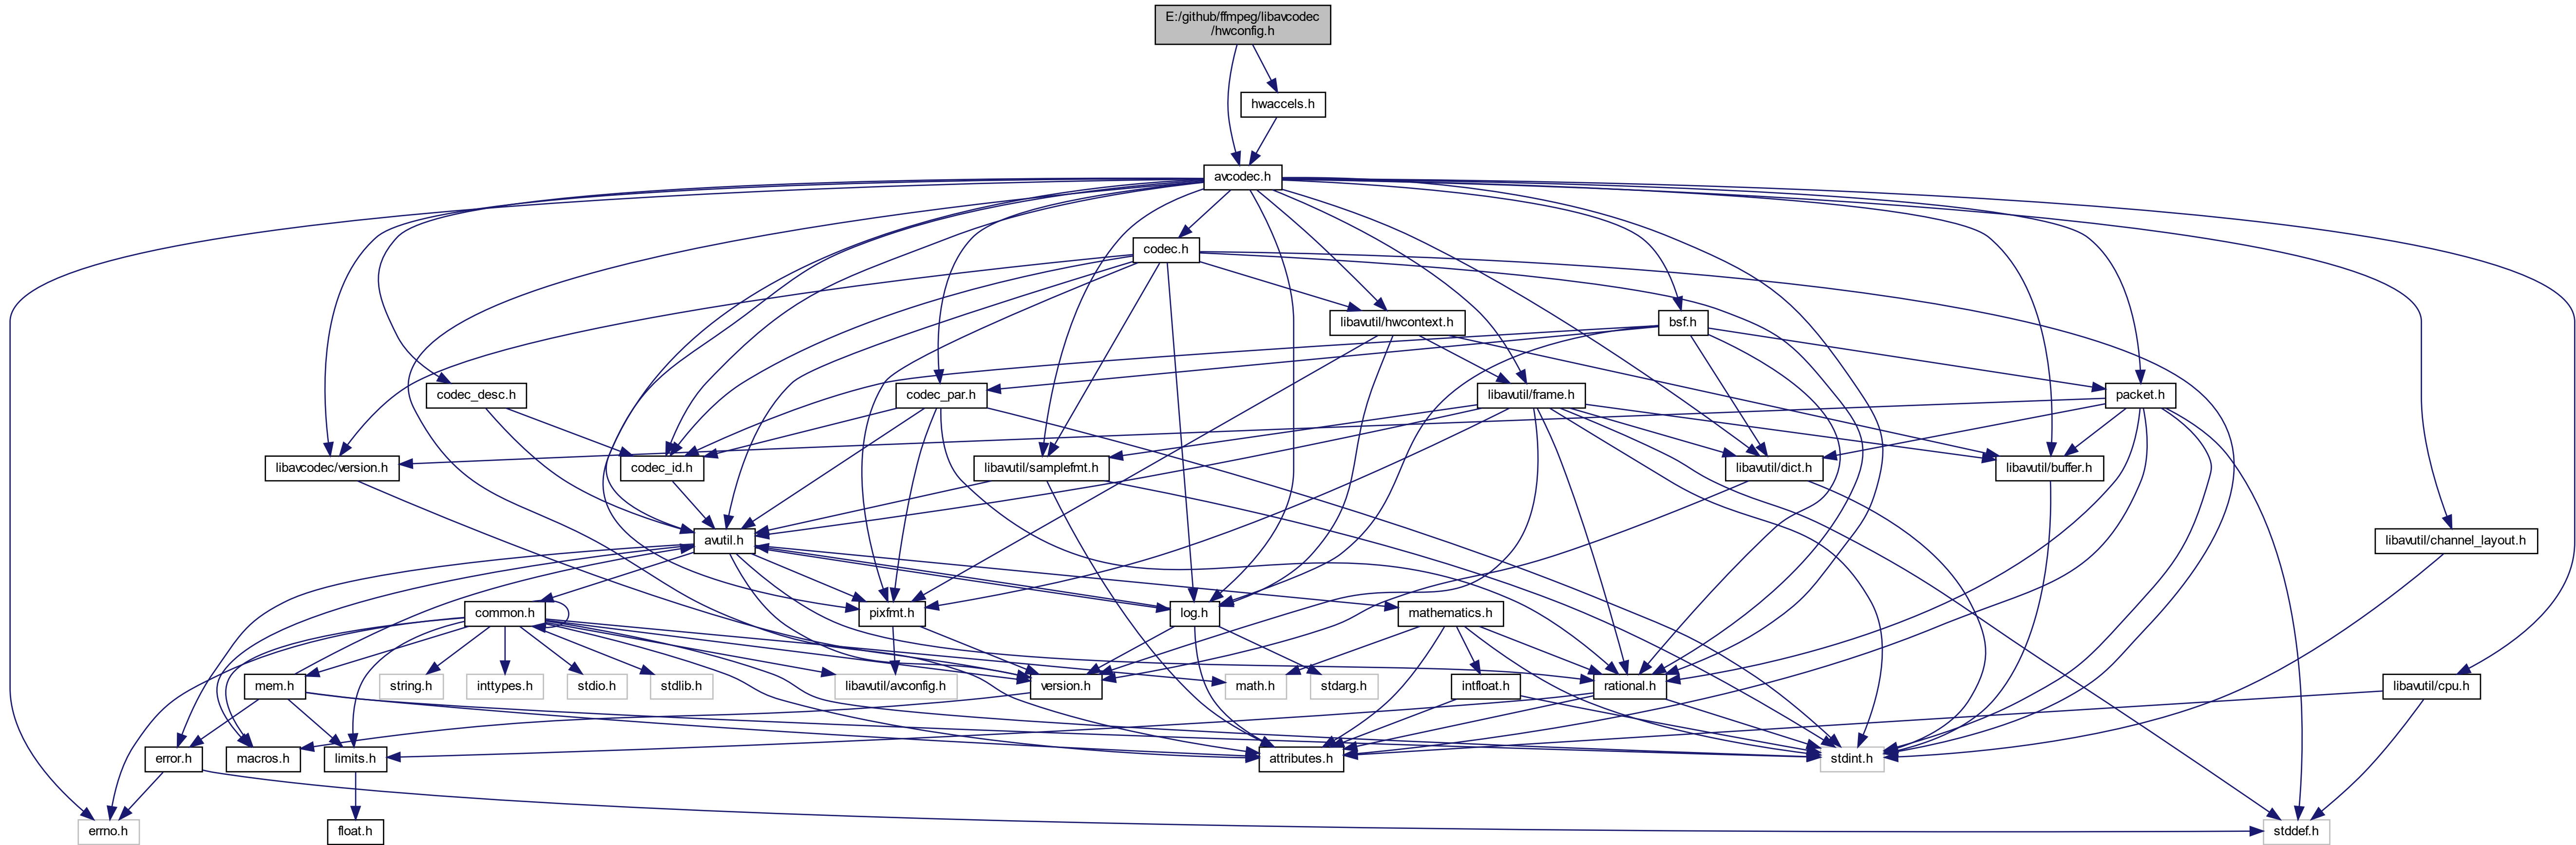 E:/github/ffmpeg/libavcodec
/hwconfig.h
hwaccels.h
avcodec.h
codec.h
libavutil/hwcontext.h
bsf.h
codec_desc.h
codec_par.h
libavutil/frame.h
packet.h
libavcodec/version.h
codec_id.h
libavutil/samplefmt.h
libavutil/dict.h
libavutil/buffer.h
avutil.h
libavutil/channel_layout.h
common.h
pixfmt.h
log.h
mathematics.h
mem.h
string.h
inttypes.h
stdio.h
stdlib.h
libavutil/avconfig.h
version.h
math.h
stdarg.h
intfloat.h
rational.h
libavutil/cpu.h
error.h
macros.h
limits.h
attributes.h
stdint.h
errno.h
float.h
stddef.h